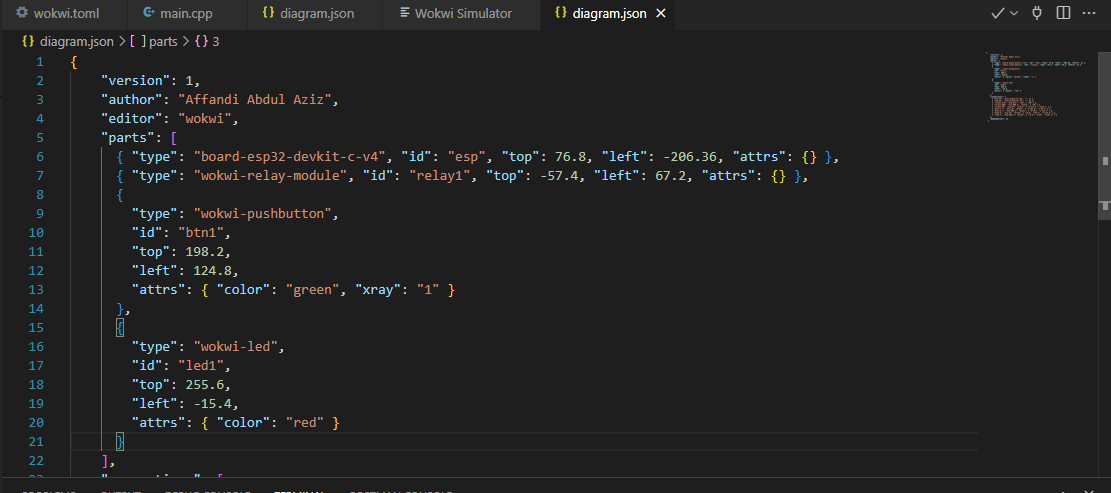 wokwi.toml main.cpp diagram.json Wokwi Simulator diagram.json
diagram.json > [ ] parts > {} 3
1 {
2 "version": 1,
3 "author": "Affandi Abdul Aziz",
4 "editor": "wokwi",
5 "parts": [
6 { "type": "board-esp32-devkit-c-v4", "id": "esp", "top": 76.8, "left": -206.36, "attrs": {} },
7 { "type": "wokwi-relay-module", "id": "relay1", "top": -57.4, "left": 67.2, "attrs": {} },
8 {
9 "type": "wokwi-pushbutton",
10 "id": "btn1",
11 "top": 198.2,
12 "left": 124.8,
13 "attrs": { "color": "green", "xray": "1" }
14 },
15 {
16 "type": "wokwi-led",
17 "id": "led1",
18 "top": 255.6,
19 "left": -15.4,
20 "attrs": { "color": "red" }
21 }
22 ],